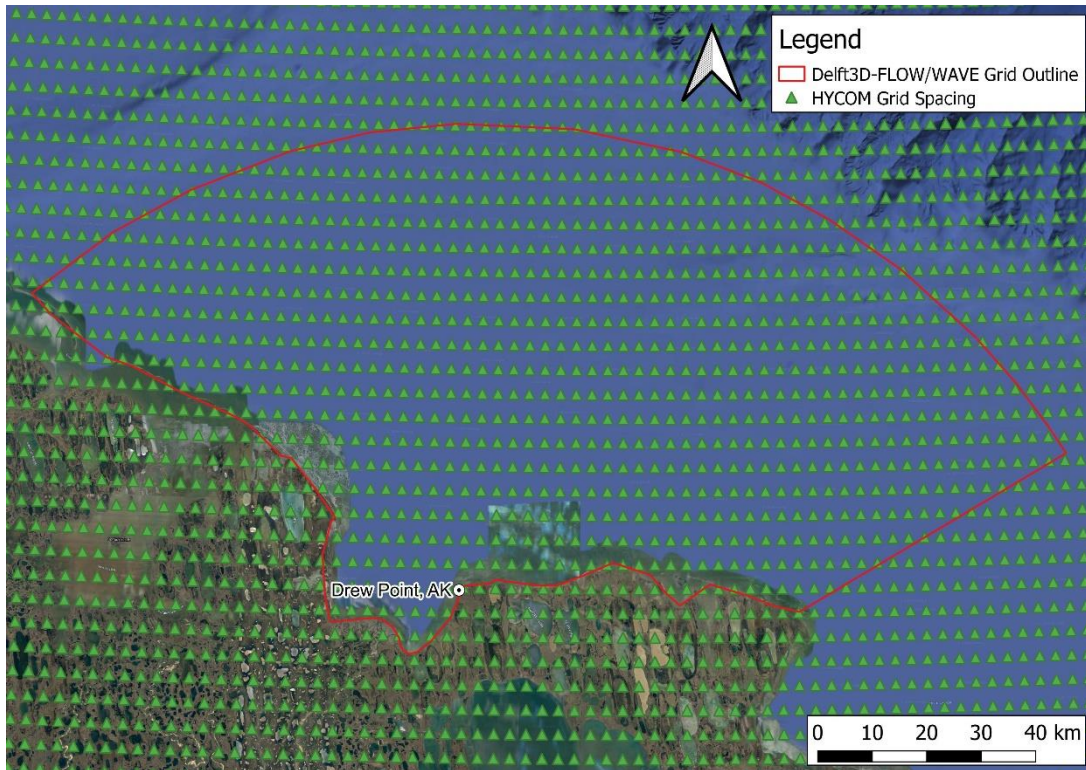 Legend
Delft3D-FLOW/WAVE Grid Outline
HYCOM Grid Spacing
Drew Point, AK
0 10 20 30 40 km